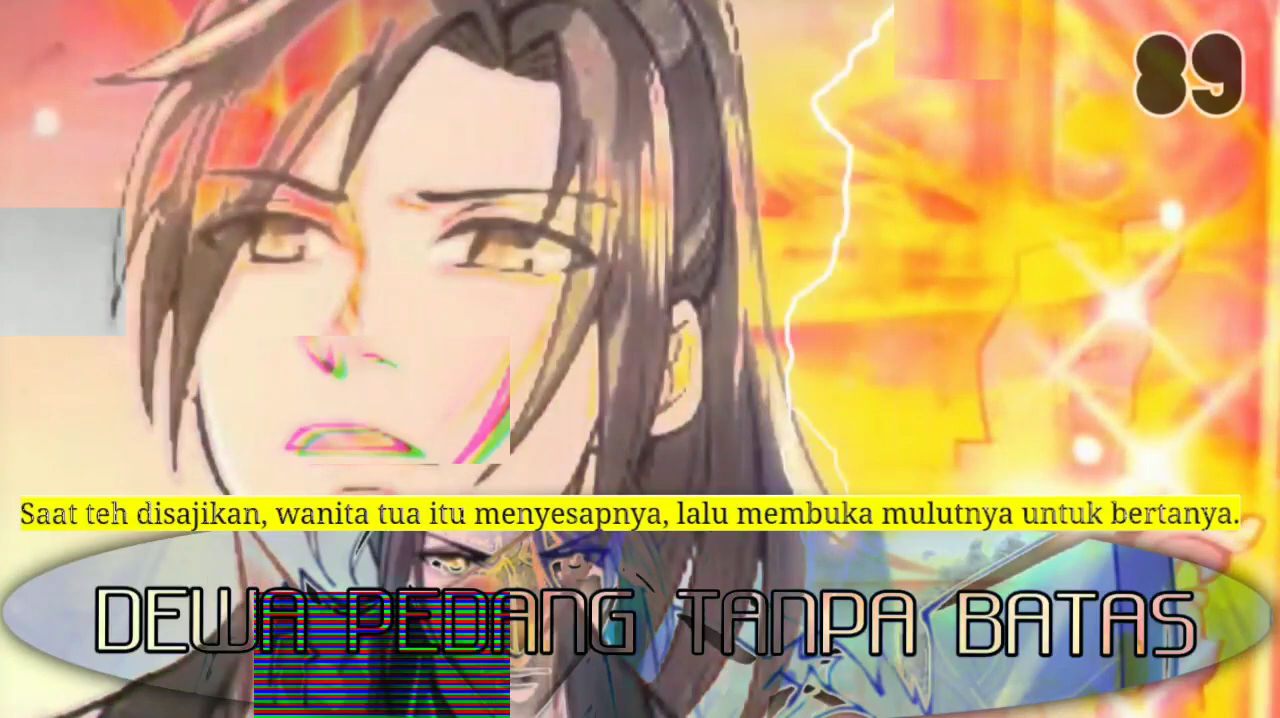 89
Saat teh disajikan, wanita tua itu menyesapnya, lalu membuka mulutnya untuk bertanya.
DEWA PEDANG TANPA BATAS